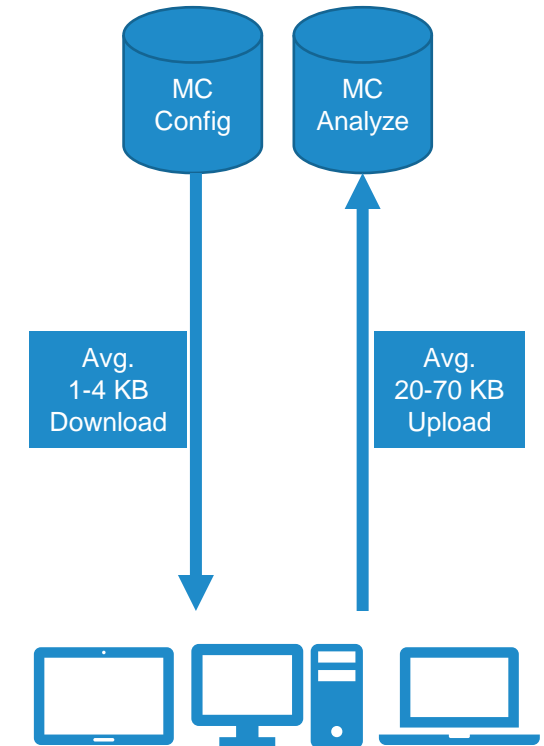 MC
Config
MC
Analyze
Avg.
1-4 KB
Download
Avg.
20-70 KB
Upload